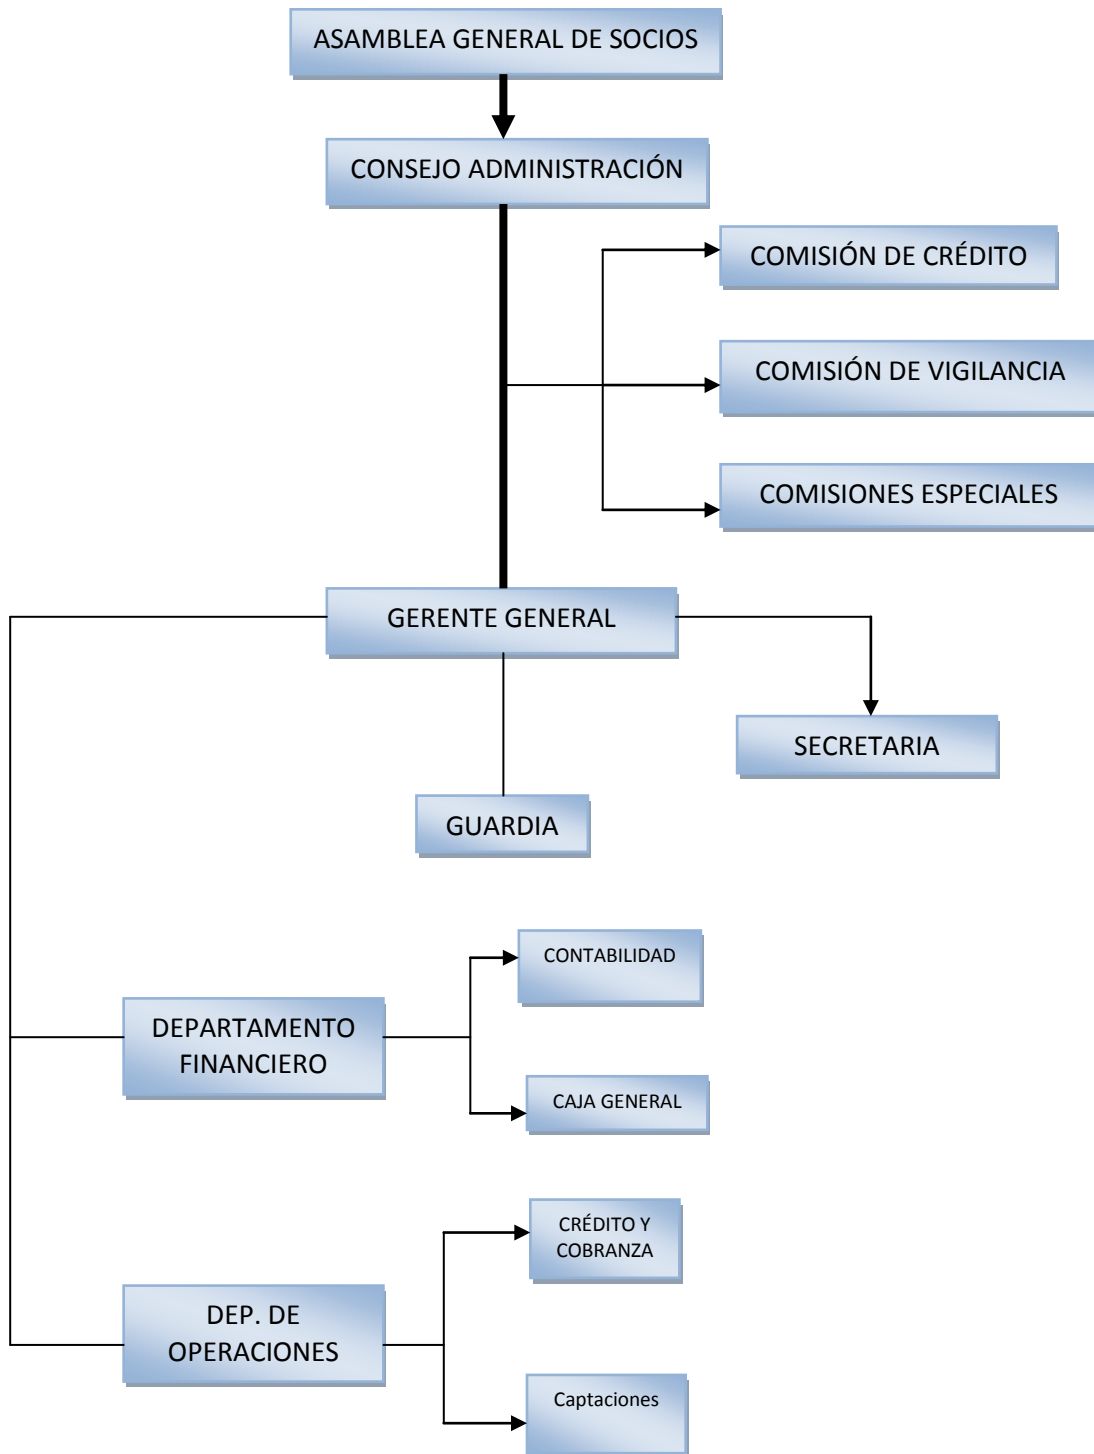 ASAMBLEA GENERAL DE SOCIOS
CONSEJO ADMINISTRACIÓN
COMISIÓN DE CRÉDITO
COMISIÓN DE VIGILANCIA
COMISIONES ESPECIALES
GERENTE GENERAL
SECRETARIA
GUARDIA
CONTABILIDAD
DEPARTAMENTO
FINANCIERO
CAJA GENERAL
CRÉDITO Y
COBRANZA
DEP. DE
OPERACIONES
Captaciones